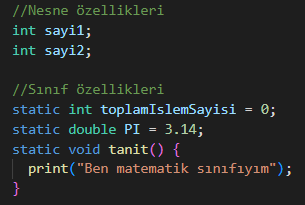 //Nesne özellikleri
int sayi1;
int sayi2;

//Sınıf özellikleri
static int toplamIslemSayisi = 0;
static double PI = 3.14;
static void tanit() {
  print("Ben matematik sınıfıyım");
}